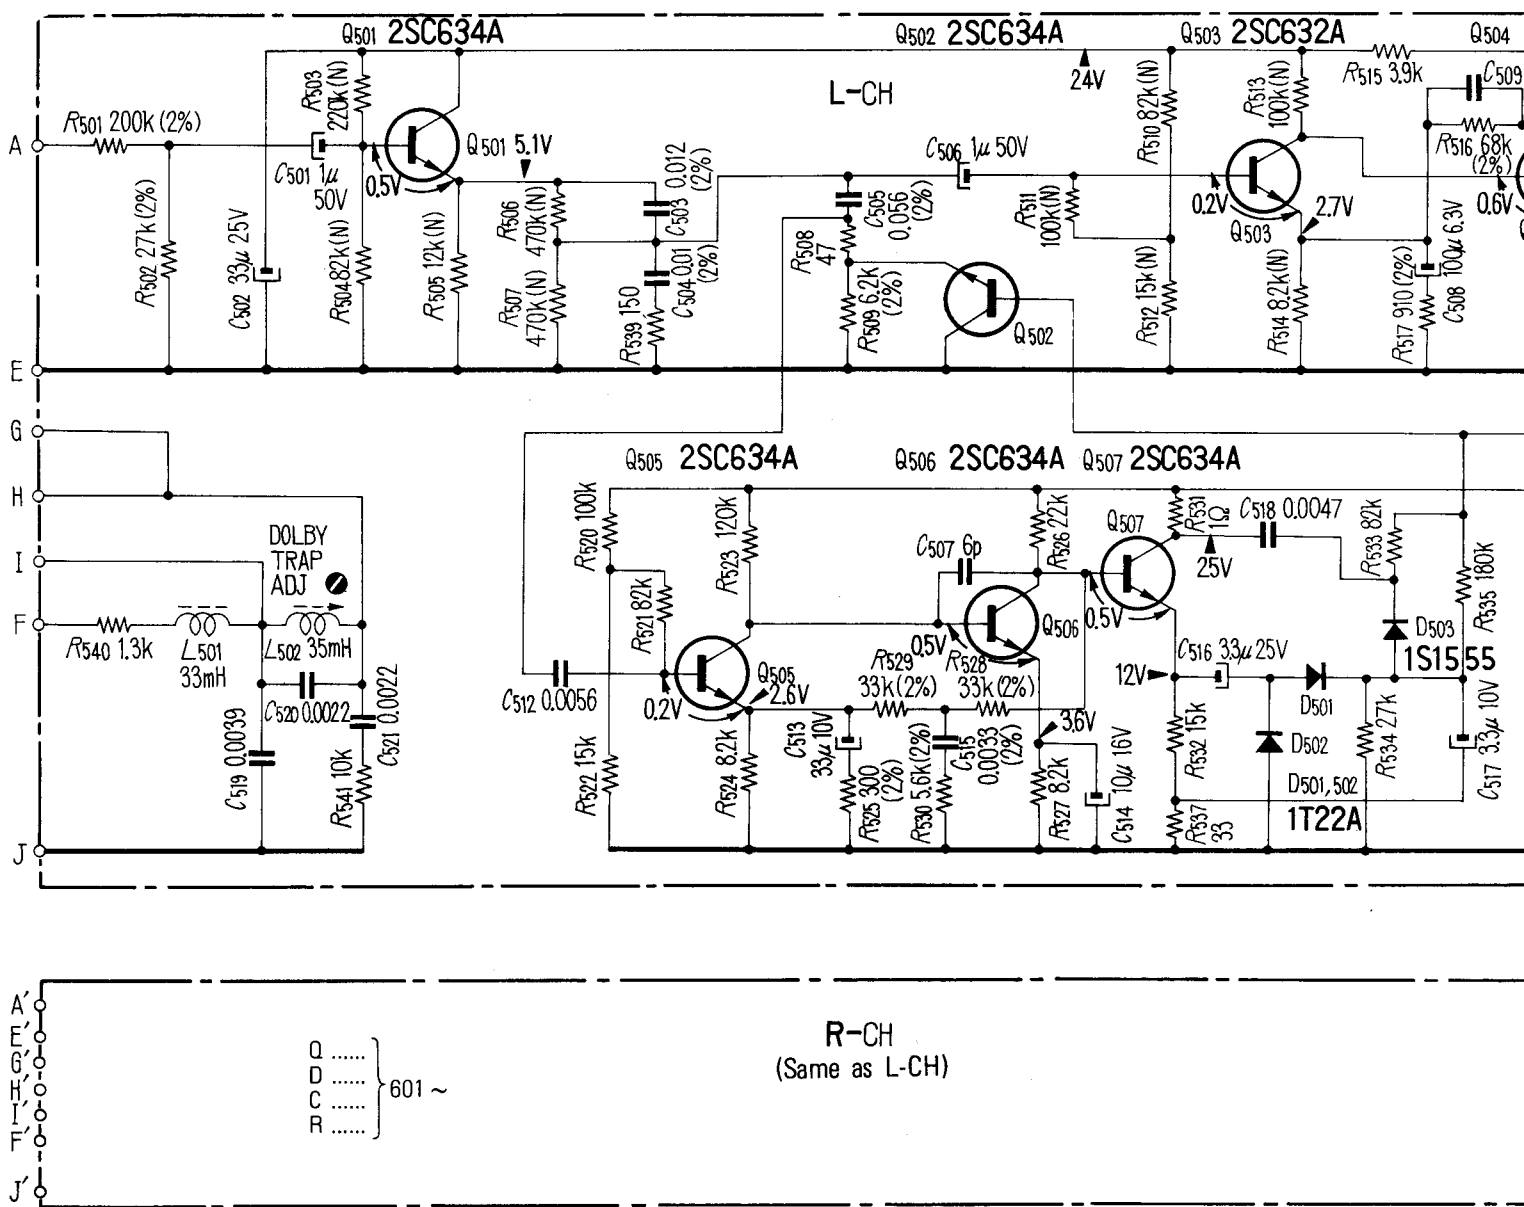 Q501 2SC634A
Q502 2SC634A
Q503 2SC632A
Q504
R503
220k(N)
L-CH
24V
R510 82k(N)
R513
100k(N)
R515 3.9k
C509
A
R501 200k(2%)
C501 1μ
50V
0.5V
Q501 5.1V
R506
470k(N)
C503 0.012
(2%)
C505
0.056
(2%)
C506 1μ 50V
R511
100k(N)
0.2V
Q503
2.7V
R516 68k
(2%)
0.6V
R502 27k(2%)
C502 33μ 25V
R504 82k(N)
R505 12k(N)
R507
470k(N)
C504 0.01
(2%)
R539 150
R508
47
R509 6.2k
(2%)
Q502
R512 15k(N)
R514 8.2k(N)
R517 910(2%)
C508 100μ 6.3V
E
G
Q505 2SC634A
Q506 2SC634A
Q507 2SC634A
H
R520 100k
R523 120k
R526 22k
Q507
R531
1Ω
C518 0.0047
R533 82k
I
DOLBY
TRAP
ADJ
C507 6p
25V
R535 180k
R521 82k
0.5V
F
R540 1.3k
L501
33mH
L502 35mH
0.5V
Q506
D503
1S1555
C520 0.0022
C521 0.0022
C512 0.0056
0.2V
Q505
2.6V
R529
33k(2%)
R528
33k(2%)
12V
C516 33μ 25V
D501
C519 0.0039
R541 10k
R522 15k
R524 8.2k
C513
33μ 10V
R525 300
(2%)
R530 5.6k(2%)
C515
0.0033
(2%)
3.6V
R527 8.2k
C514 10μ 16V
R532 15k
R537
33
D502
D501, 502
1T22A
R534 27k
C517 3.3μ 10V
J
R-CH
(Same as L-CH)
A'
E'
G'
H'
I'
F'
J'
Q ......
D ......
C ......
R ......
601 ~